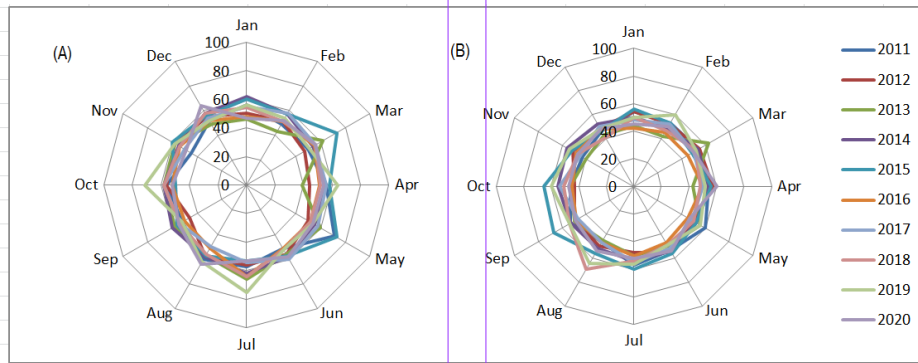 (A)
Jan
Feb
Mar
Apr
May
Jun
Jul
Aug
Sep
Oct
Nov
Dec
100
80
60
40
20
0
(B)
Jan
Feb
Mar
Apr
May
Jun
Jul
Aug
Sep
Oct
Nov
Dec
100
80
60
40
20
0
2011
2012
2013
2014
2015
2016
2017
2018
2019
2020